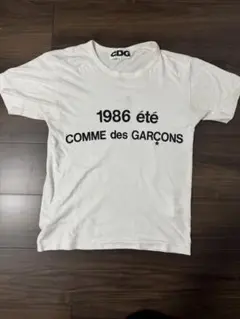 CDG
1986 été
COMME des GARÇONS